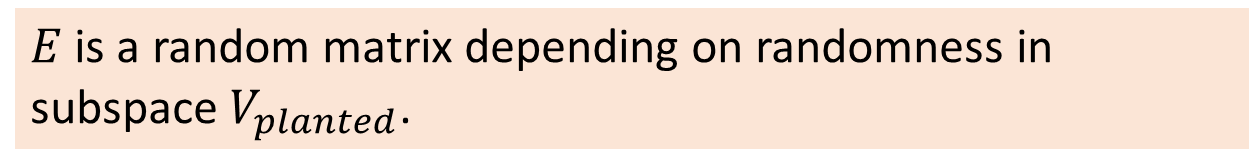 E is a random matrix depending on randomness in
subspace V_planted.